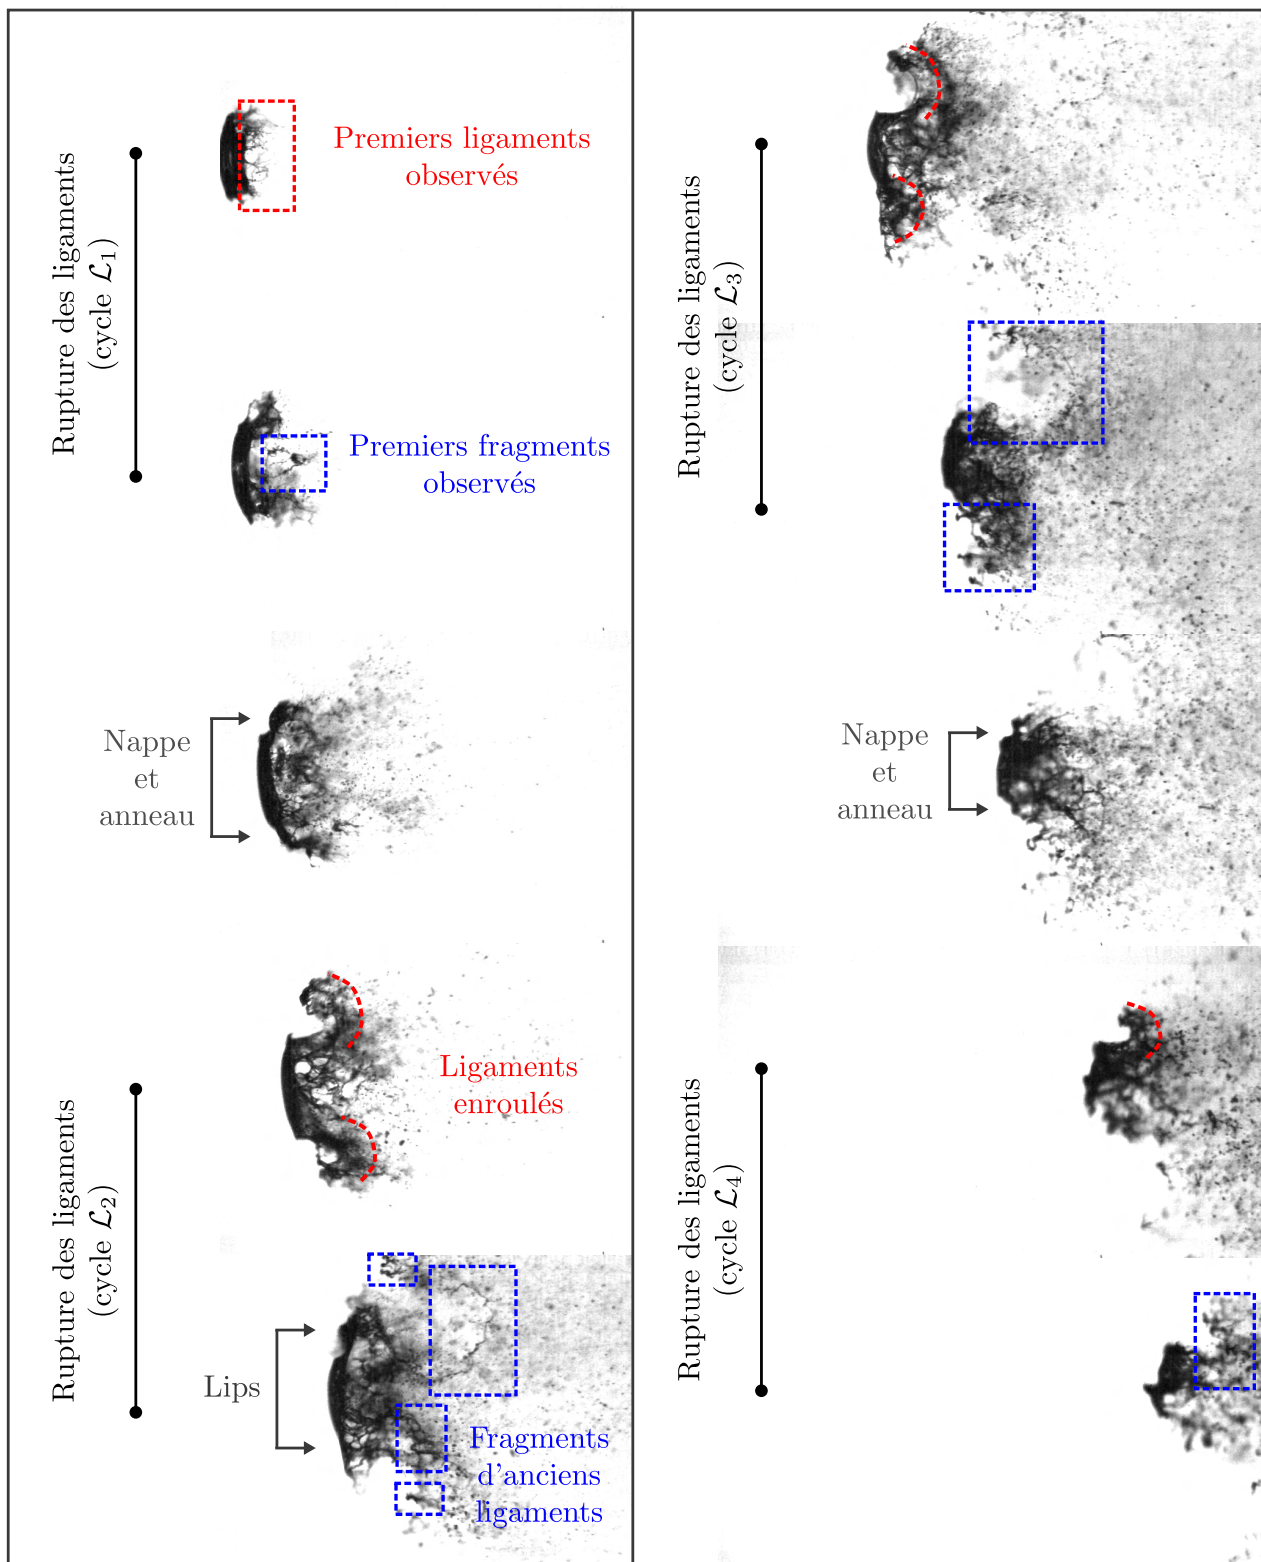 Rupture des ligaments
(cycle ℒ1)
Premiers ligaments
observés
Premiers fragments
observés
Nappe
et
anneau
Rupture des ligaments
(cycle ℒ2)
Ligaments
enroulés
Lips
Fragments
d'anciens
ligaments
Rupture des ligaments
(cycle ℒ3)
Nappe
et
anneau
Rupture des ligaments
(cycle ℒ4)